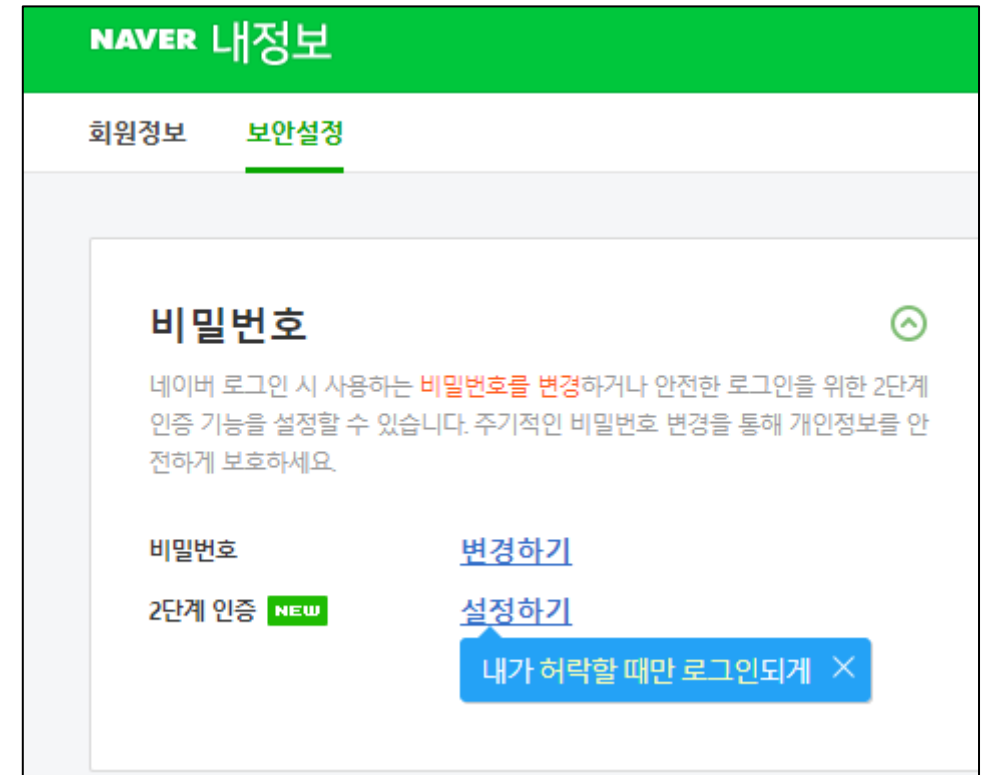 NAVER 내정보
회원정보 보안설정
비밀번호
네이버 로그인 시 사용하는 비밀번호를 변경하거나 안전한 로그인을 위한 2단계
인증 기능을 설정할 수 있습니다. 주기적인 비밀번호 변경을 통해 개인정보를 안
전하게 보호하세요.
비밀번호 변경하기
2단계 인증 NEW 설정하기
내가 허락할 때만 로그인되게